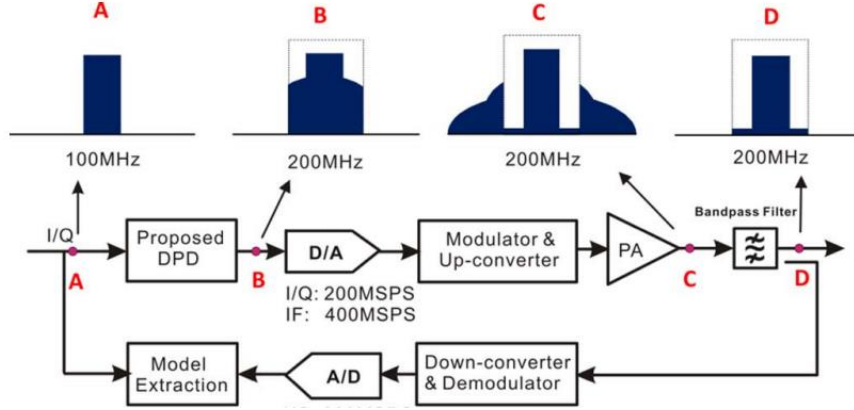 A
B
C
D
100MHz
200MHz
200MHz
200MHz
I/Q
A
Proposed
DPD
B
D/A
I/Q: 200MSPS
IF: 400MSPS
Modulator &
Up-converter
PA
C
Bandpass Filter
D
Model
Extraction
A/D
Down-converter
& Demodulator